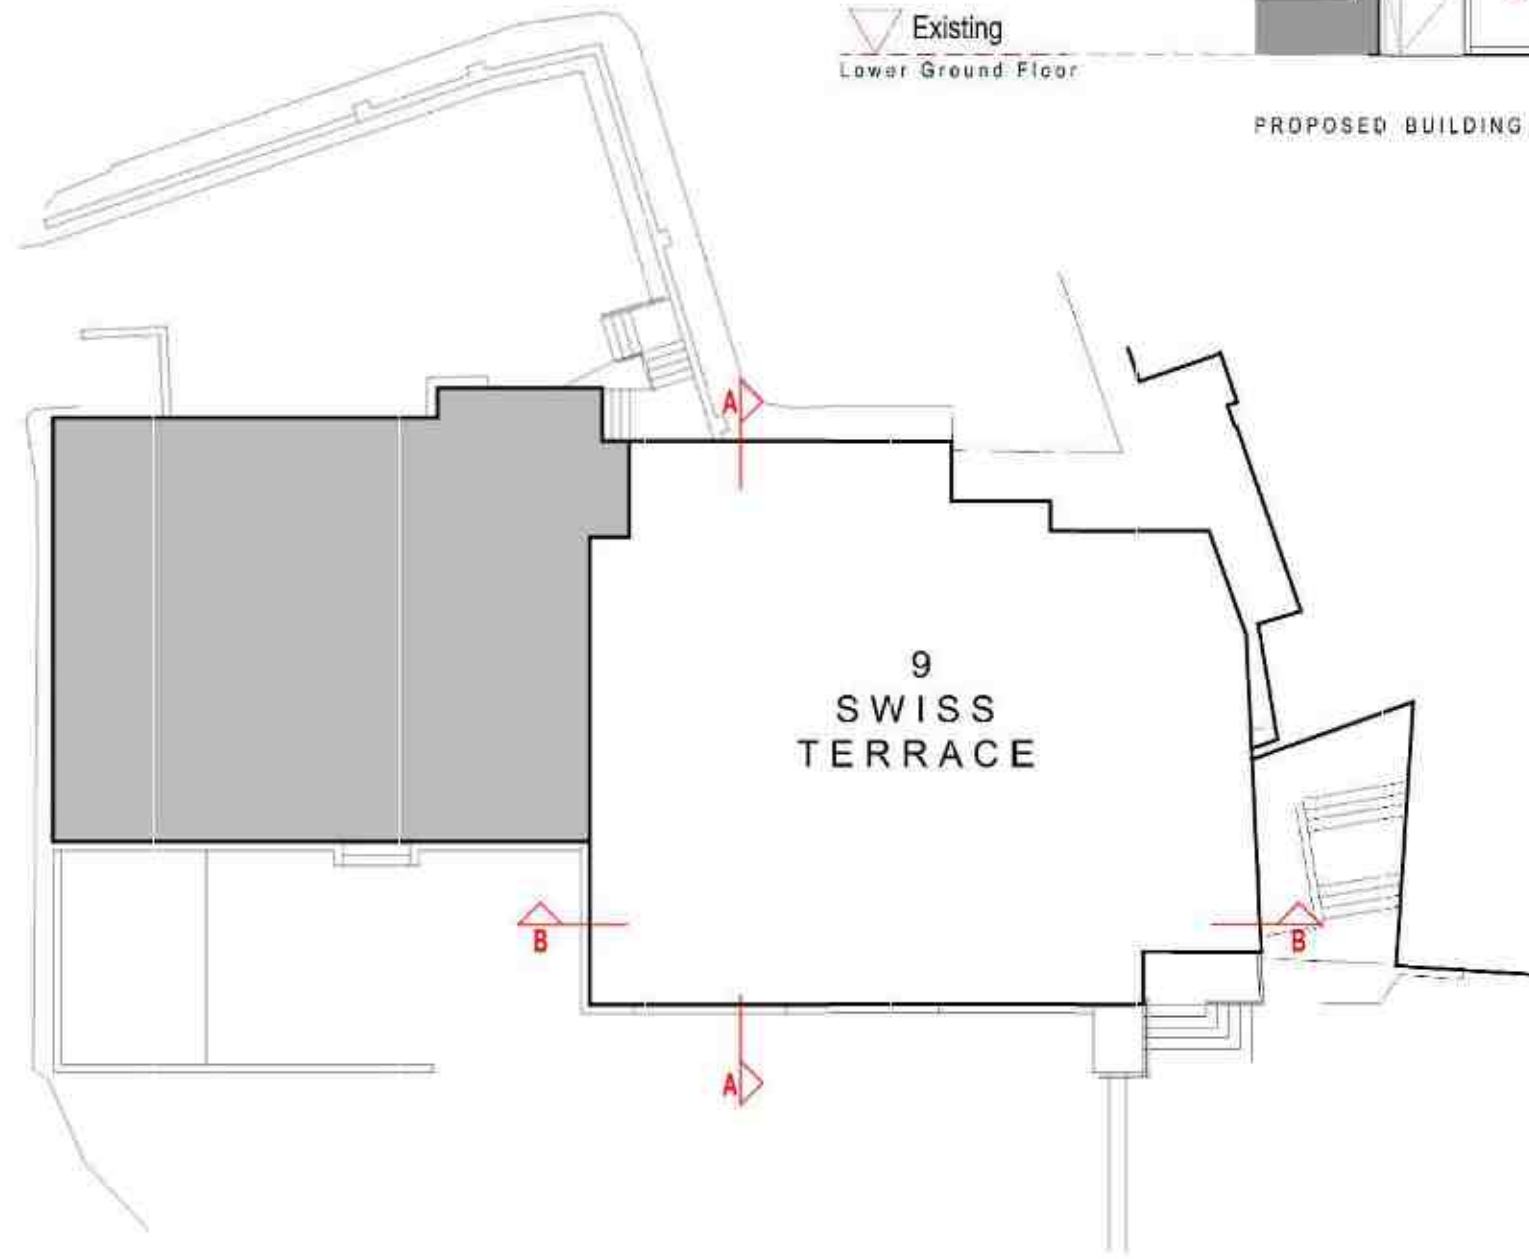 Existing
Lower Ground Floor
PROPOSED BUILDING
A
9
SWISS
TERRACE
B
B
A